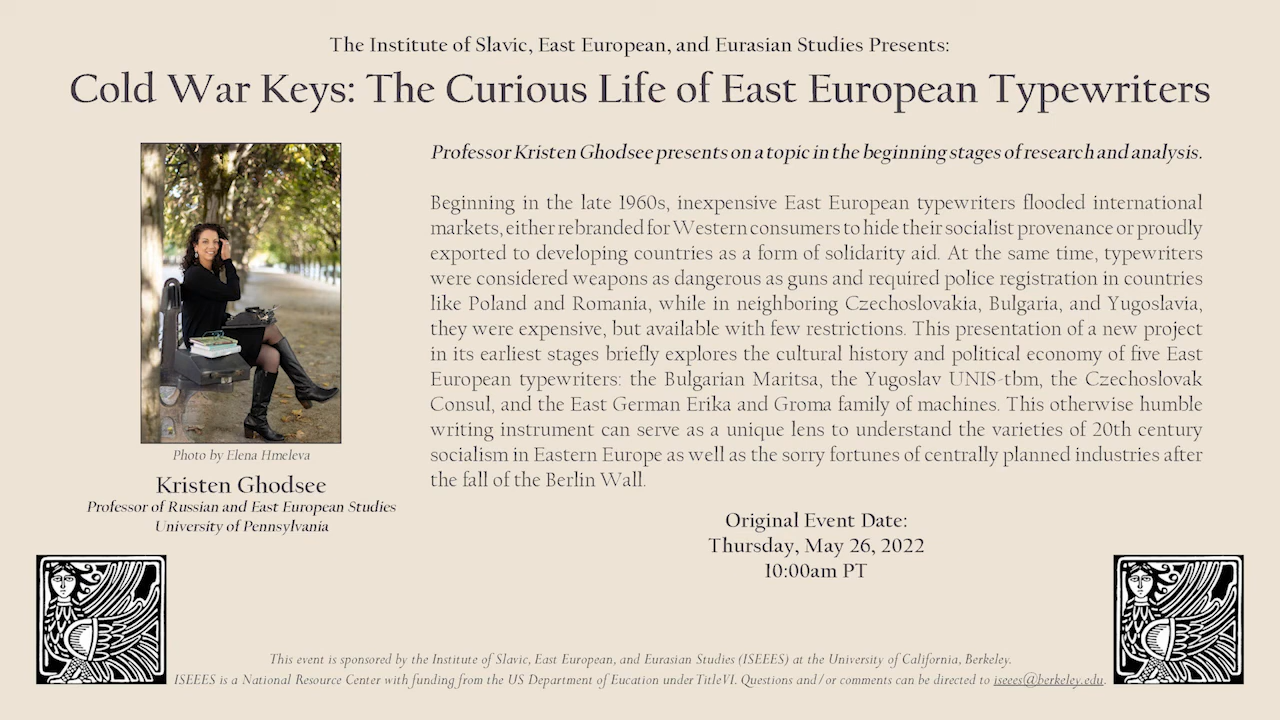 The Institute of Slavic, East European, and Eurasian Studies Presents:
Cold War Keys: The Curious Life of East European Typewriters
Professor Kristen Ghodsee presents on a topic in the beginning stages of research and analysis.
Beginning in the late 1960s, inexpensive East European typewriters flooded international
markets, either rebranded for Western consumers to hide their socialist provenance or proudly
exported to developing countries as a form of solidarity aid. At the same time, typewriters
were considered weapons as dangerous as guns and required police registration in countries
like Poland and Romania, while in neighboring Czechoslovakia, Bulgaria, and Yugoslavia,
they were expensive, but available with few restrictions. This presentation of a new project
in its earliest stages briefly explores the cultural history and political economy of five East
European typewriters: the Bulgarian Maritsa, the Yugoslav UNIS-tbm, the Czechoslovak
Consul, and the East German Erika and Groma family of machines. This otherwise humble
writing instrument can serve as a unique lens to understand the varieties of 20th century
socialism in Eastern Europe as well as the sorry fortunes of centrally planned industries after
the fall of the Berlin Wall.
Photo by Elena Hmeleva
Kristen Ghodsee
Professor of Russian and East European Studies
University of Pennsylvania
Original Event Date:
Thursday, May 26, 2022
10:00am PT
This event is sponsored by the Institute of Slavic, East European, and Eurasian Studies (ISEEES) at the University of California, Berkeley.
ISEEES is a National Resource Center with funding from the US Department of Eucation under Title VI. Questions and/or comments can be directed to iseees@berkeley.edu.